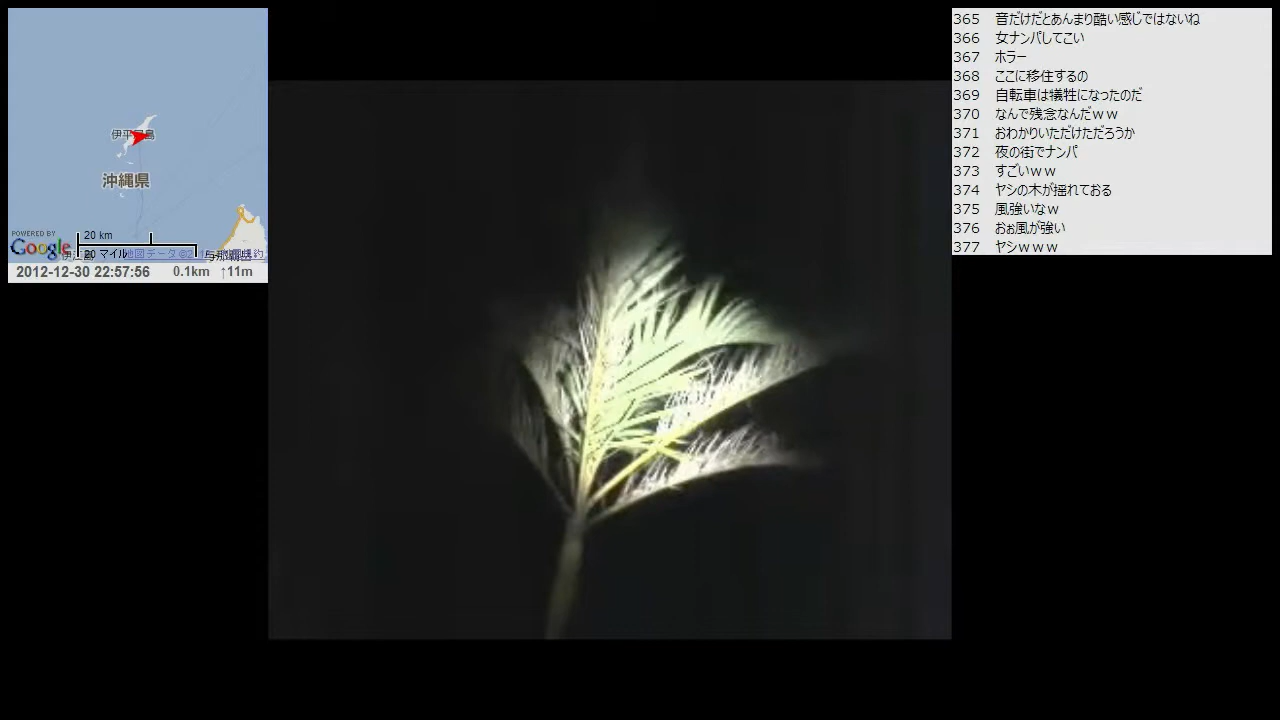 伊平屋島
沖縄県
POWERED BY
Google
20 km
20 マイル
地図データ ©2
2012-12-30 22:57:56
0.1km
↑11m
365 音だけだとあんまり酷い感じではないね
366 女ナンパしてこい
367 ホラー
368 ここに移住するの
369 自転車は犠牲になったのだ
370 なんで残念なんだｗｗ
371 おわかりいただけただろうか
372 夜の街でナンパ
373 すごいｗｗ
374 ヤシの木が揺れておる
375 風強いなｗ
376 おぉ風が強い
377 ヤシｗｗｗ